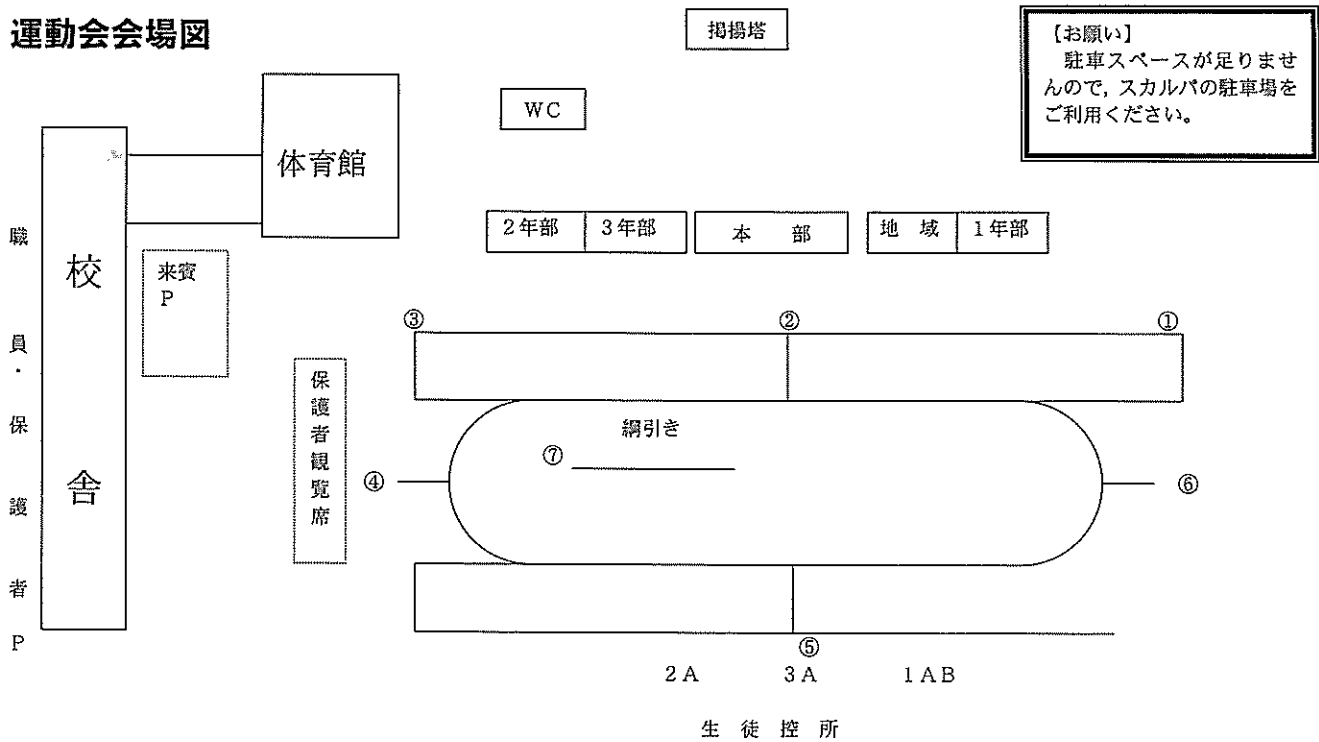 運動会会場図
掲揚塔
【お願い】
駐車スペースが足りませ
んので,スカルパの駐車場を
ご利用ください。
WC
体育館
2年部 3年部 本 部 地 域 1年部
職員・保護者P
校舎
来賓
P
③ ② ①
保護者観覧席
綱引き
⑦
④ ⑥
⑤
2A 3A 1AB
生 徒 控 所